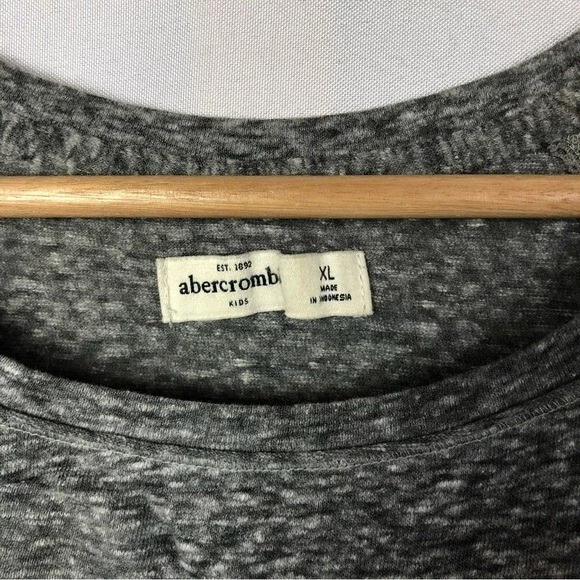 EST. 1892
abercromb
KIDS
XL
MADE
IN INDONESIA